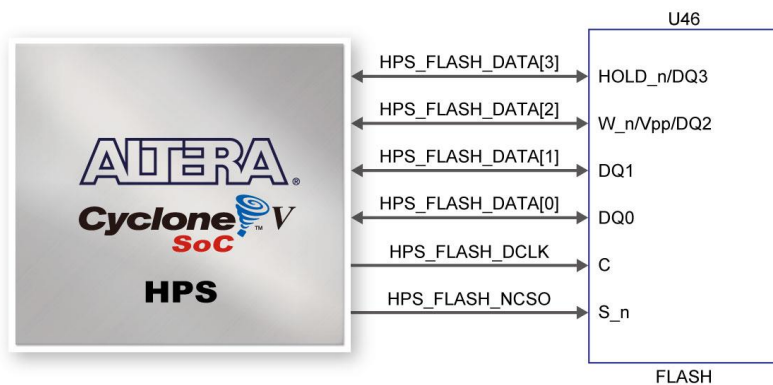 U46
HPS_FLASH_DATA[3]
HOLD_n/DQ3
HPS_FLASH_DATA[2]
W_n/Vpp/DQ2
HPS_FLASH_DATA[1]
DQ1
HPS_FLASH_DATA[0]
DQ0
HPS_FLASH_DCLK
C
HPS_FLASH_NCSO
S_n
ALTERA®
Cyclone™ V
SoC
HPS
FLASH